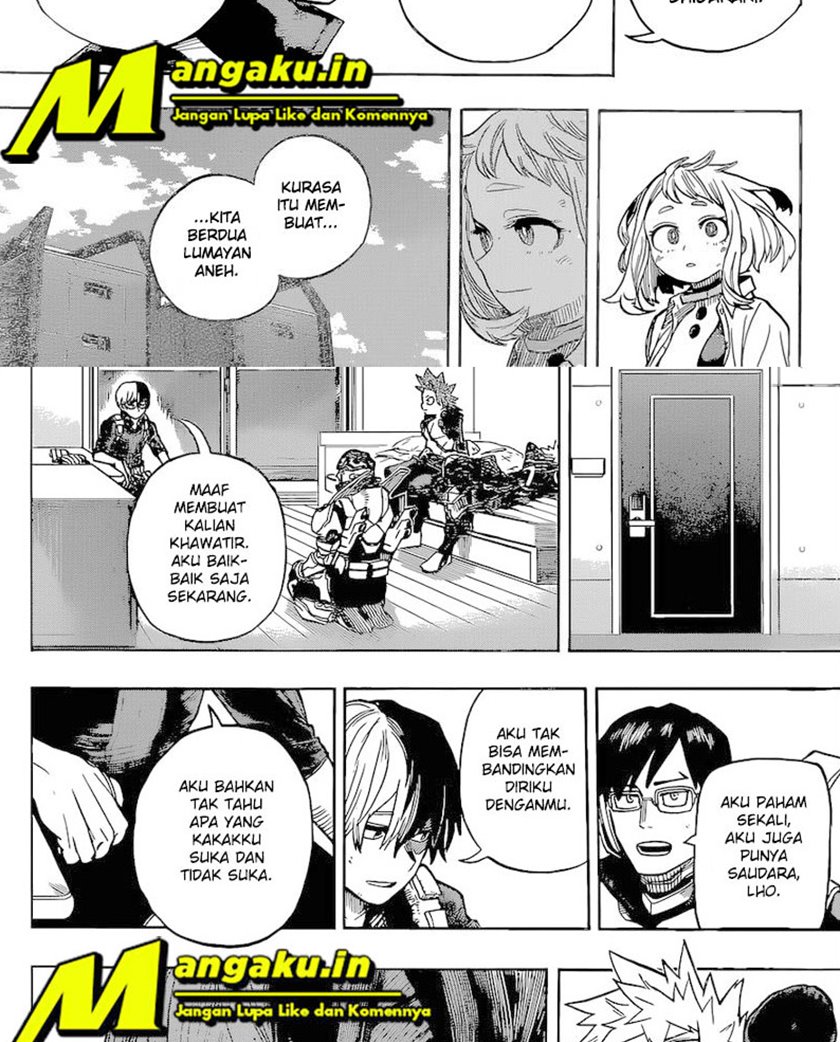 Mangaku.in
Jangan Lupa Like dan Komennya
KURASA
ITU MEM-
BUAT...
...KITA
BERDUA
LUMAYAN
ANEH.
MAAF
MEMBUAT
KALIAN
KHAWATIR.
AKU BAIK-
BAIK SAJA
SEKARANG.
AKU BAHKAN
TAK TAHU
APA YANG
KAKAKKU
SUKA DAN
TIDAK SUKA.
AKU TAK
BISA MEM-
BANDINGKAN
DIRIKU
DENGANMU.
AKU PAHAM
SEKALI,
AKU JUGA
PUNYA
SAUDARA,
LHO.
Mangaku.in
Jangan Lupa Like dan Komennya